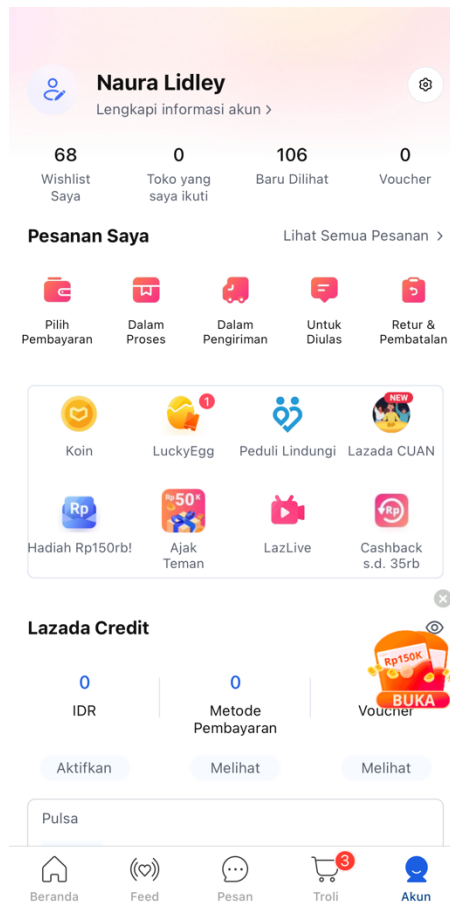 Naura Lidley
Lengkapi informasi akun >
68
Wishlist
Saya
0
Toko yang
saya ikuti
106
Baru Dilihat
0
Voucher
Pesanan Saya
Lihat Semua Pesanan >
Pilih
Pembayaran
Dalam
Proses
Dalam
Pengiriman
Untuk
Diulas
Retur &
Pembatalan
Koin
1
LuckyEgg
Peduli Lindungi
NEW
Lazada CUAN
Rp
Hadiah Rp150rb!
Rp50K
Ajak
Teman
LazLive
Rp
Cashback
s.d. 35rb
Lazada Credit
0
IDR
0
Metode
Pembayaran
Voucher
Rp150K
BUKA
Aktifkan
Melihat
Melihat
Pulsa
Beranda
Feed
Pesan
3
Troli
Akun